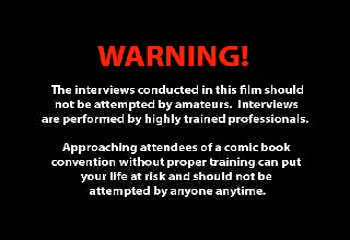 WARNING!
The interviews conducted in this film should
not be attempted by amateurs. Interviews
are performed by highly trained professionals.
Approaching attendees of a comic book
convention without proper training can put
your life at risk and should not be
attempted by anyone anytime.